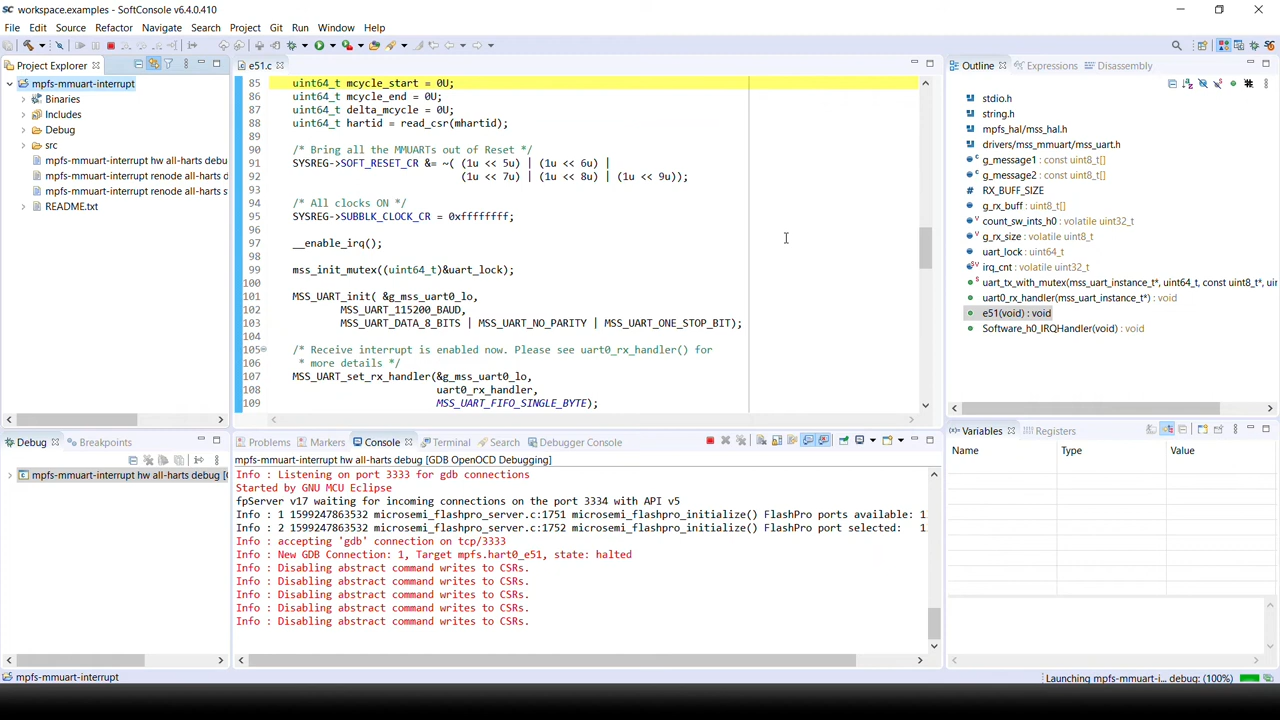 workspace.examples - SoftConsole v6.4.0.410
File Edit Source Refactor Navigate Search Project Git Run Window Help
Project Explorer
mpfs-mmuart-interrupt
Binaries
Includes
Debug
src
mpfs-mmuart-interrupt hw all-harts debu
mpfs-mmuart-interrupt renode all-harts d
mpfs-mmuart-interrupt renode all-harts s
README.txt
e51.c
85 uint64_t mcycle_start = 0U;
86 uint64_t mcycle_end = 0U;
87 uint64_t delta_mcycle = 0U;
88 uint64_t hartid = read_csr(mhartid);
89
90 /* Bring all the MMUARTs out of Reset */
91 SYSREG->SOFT_RESET_CR &= ~( (1u << 5u) | (1u << 6u) |
92 (1u << 7u) | (1u << 8u) | (1u << 9u));
93
94 /* All clocks ON */
95 SYSREG->SUBBLK_CLOCK_CR = 0xffffffff;
96
97 __enable_irq();
98
99 mss_init_mutex((uint64_t)&uart_lock);
100
101 MSS_UART_init( &g_mss_uart0_lo,
102 MSS_UART_115200_BAUD,
103 MSS_UART_DATA_8_BITS | MSS_UART_NO_PARITY | MSS_UART_ONE_STOP_BIT);
104
105 /* Receive interrupt is enabled now. Please see uart0_rx_handler() for
106 * more details */
107 MSS_UART_set_rx_handler(&g_mss_uart0_lo,
108 uart0_rx_handler,
109 MSS_UART_FIFO_SINGLE_BYTE);
Outline Expressions Disassembly
stdio.h
string.h
mpfs_hal/mss_hal.h
drivers/mss_mmuart/mss_uart.h
g_message1 : const uint8_t[]
g_message2 : const uint8_t[]
RX_BUFF_SIZE
g_rx_buff : uint8_t[]
count_sw_ints_h0 : volatile uint32_t
g_rx_size : volatile uint8_t
uart_lock : uint64_t
irq_cnt : volatile uint32_t
uart_tx_with_mutex(mss_uart_instance_t*, uint64_t, const uint8_t*, uin
uart0_rx_handler(mss_uart_instance_t*) : void
e51(void) : void
Software_h0_IRQHandler(void) : void
Debug Breakpoints
mpfs-mmuart-interrupt hw all-harts debug [G
Problems Markers Console Terminal Search Debugger Console
mpfs-mmuart-interrupt hw all-harts debug [GDB OpenOCD Debugging]
Info : Listening on port 3333 for gdb connections
Started by GNU MCU Eclipse
fpServer v17 waiting for incoming connections on the port 3334 with API v5
Info : 1 1599247863532 microsemi_flashpro_server.c:1751 microsemi_flashpro_initialize() FlashPro ports available: 1
Info : 2 1599247863532 microsemi_flashpro_server.c:1752 microsemi_flashpro_initialize() FlashPro port selected:
Info : accepting 'gdb' connection on tcp/3333
Info : New GDB Connection: 1, Target mpfs.hart0_e51, state: halted
Info : Disabling abstract command writes to CSRs.
Info : Disabling abstract command writes to CSRs.
Info : Disabling abstract command writes to CSRs.
Info : Disabling abstract command writes to CSRs.
Info : Disabling abstract command writes to CSRs.
Variables Registers
Name Type Value
mpfs-mmuart-interrupt
Launching mpfs-mmuart-i... debug: (100%)